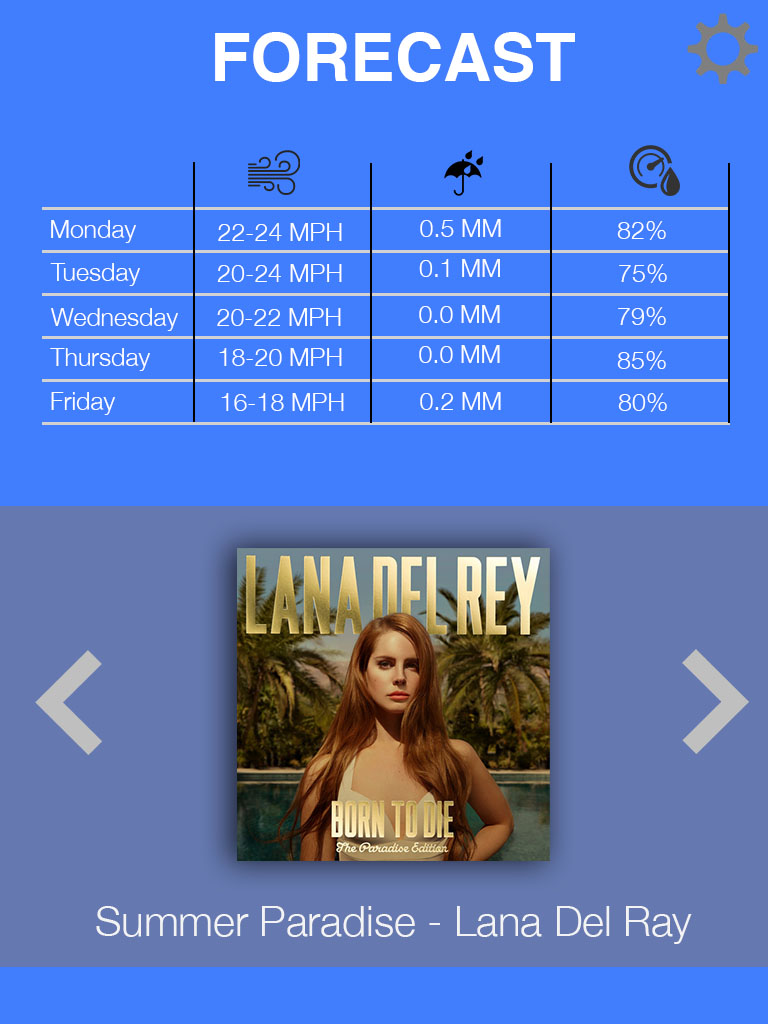 FORECAST
Monday 22-24 MPH 0.5 MM 82%
Tuesday 20-24 MPH 0.1 MM 75%
Wednesday 20-22 MPH 0.0 MM 79%
Thursday 18-20 MPH 0.0 MM 85%
Friday 16-18 MPH 0.2 MM 80%
LANA DEL REY
BORN TO DIE
The Paradise Edition
Summer Paradise - Lana Del Ray